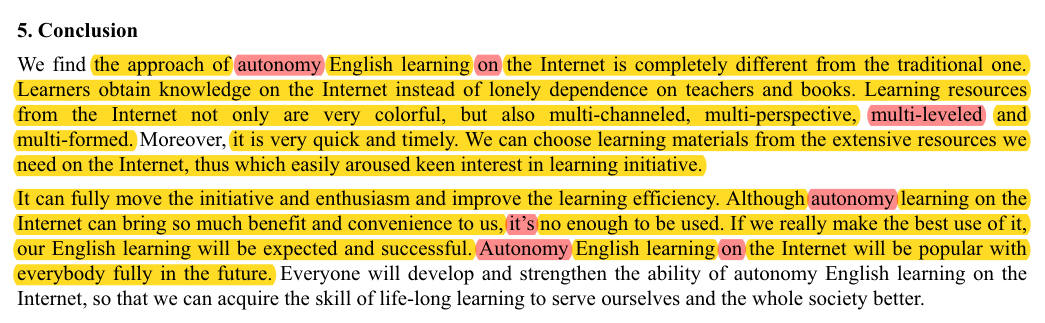 5. Conclusion
We find the approach of autonomy English learning on the Internet is completely different from the traditional one.
Learners obtain knowledge on the Internet instead of lonely dependence on teachers and books. Learning resources
from the Internet not only are very colorful, but also multi-channeled, multi-perspective, multi-leveled and
multi-formed. Moreover, it is very quick and timely. We can choose learning materials from the extensive resources we
need on the Internet, thus which easily aroused keen interest in learning initiative.
It can fully move the initiative and enthusiasm and improve the learning efficiency. Although autonomy learning on the
Internet can bring so much benefit and convenience to us, it’s no enough to be used. If we really make the best use of it,
our English learning will be expected and successful. Autonomy English learning on the Internet will be popular with
everybody fully in the future. Everyone will develop and strengthen the ability of autonomy English learning on the
Internet, so that we can acquire the skill of life-long learning to serve ourselves and the whole society better.